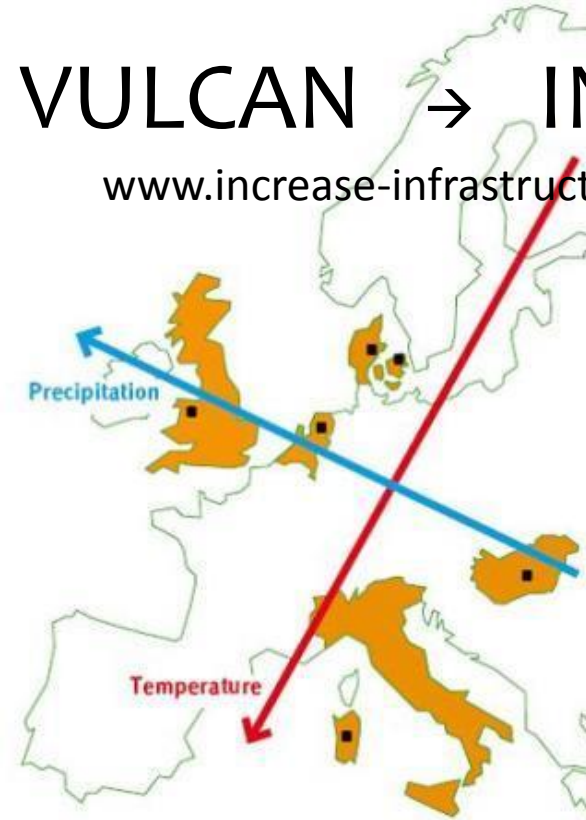 VULCAN → IN
www.increase-infrastruct
Precipitation
Temperature